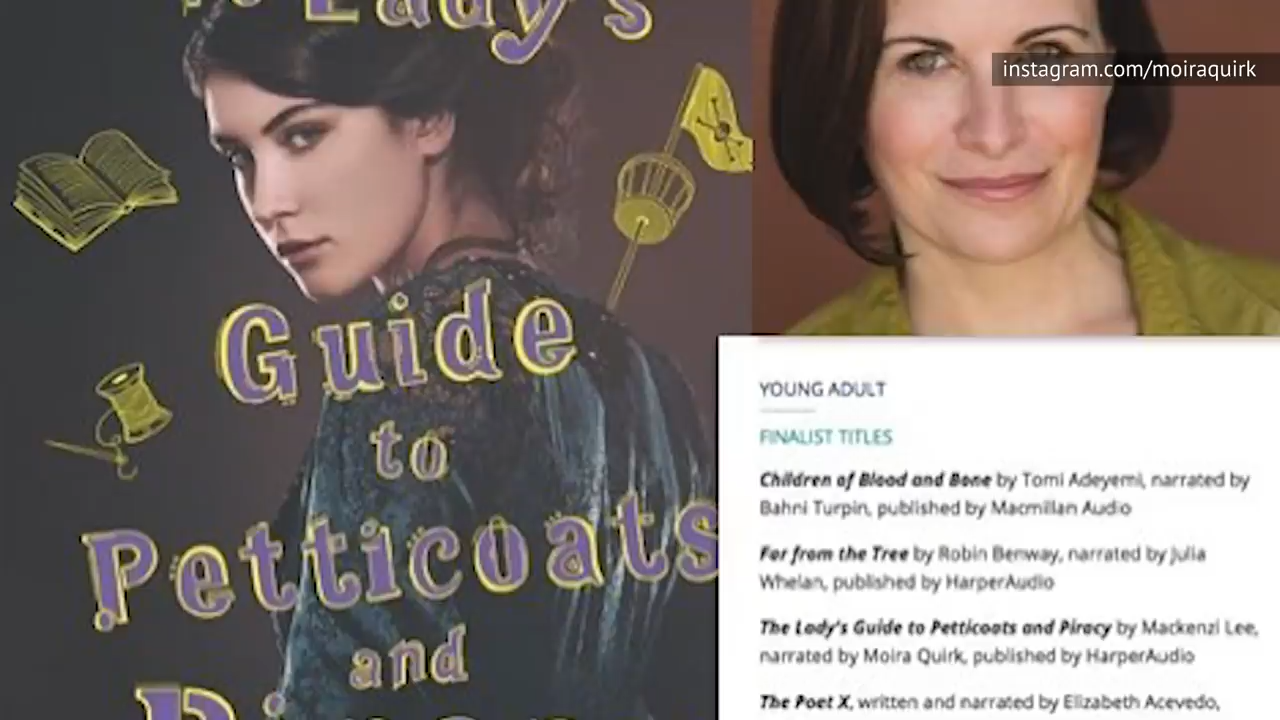 Lady's
Guide
to
Petticoats
and
instagram.com/moiraquirk
YOUNG ADULT
FINALIST TITLES
Children of Blood and Bone by Tomi Adeyemi, narrated by
Bahni Turpin, published by Macmillan Audio
Far from the Tree by Robin Benway, narrated by Julia
Whelan, published by HarperAudio
The Lady's Guide to Petticoats and Piracy by Mackenzi Lee,
narrated by Moira Quirk, published by HarperAudio
The Poet X, written and narrated by Elizabeth Acevedo,